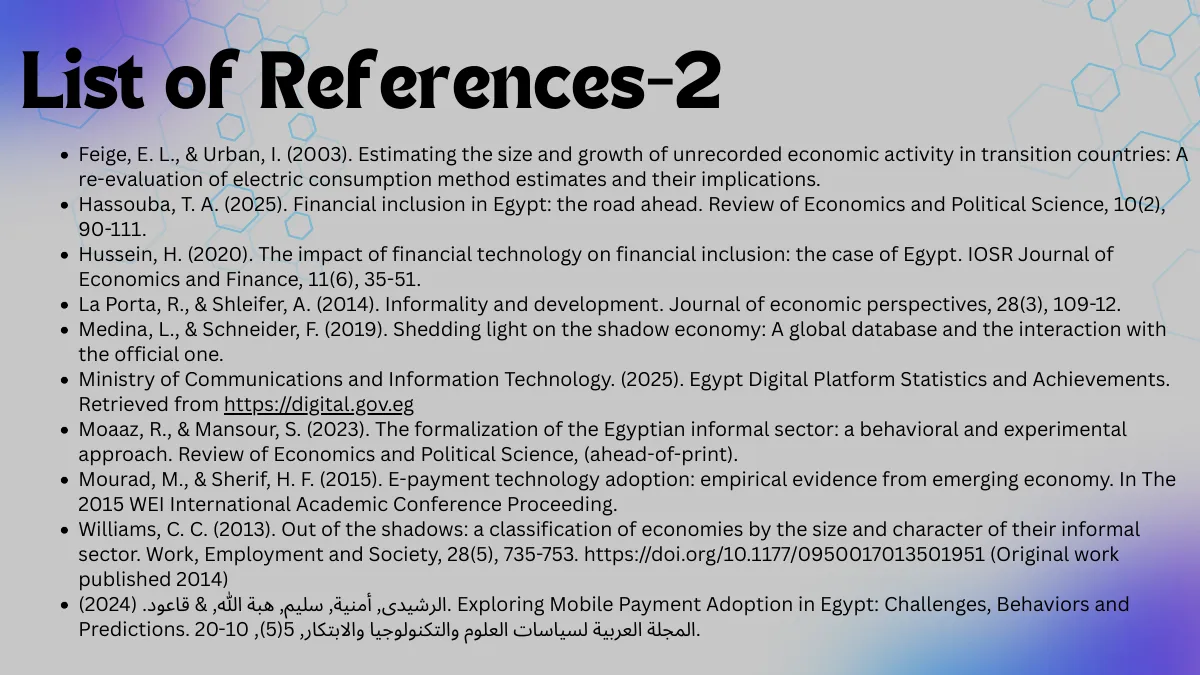 List of References-2
• Feige, E. L., & Urban, I. (2003). Estimating the size and growth of unrecorded economic activity in transition countries: A
re-evaluation of electric consumption method estimates and their implications.
• Hassouba, T. A. (2025). Financial inclusion in Egypt: the road ahead. Review of Economics and Political Science, 10(2),
90-111.
• Hussein, H. (2020). The impact of financial technology on financial inclusion: the case of Egypt. IOSR Journal of
Economics and Finance, 11(6), 35-51.
• La Porta, R., & Shleifer, A. (2014). Informality and development. Journal of economic perspectives, 28(3), 109-12.
• Medina, L., & Schneider, F. (2019). Shedding light on the shadow economy: A global database and the interaction with
the official one.
• Ministry of Communications and Information Technology. (2025). Egypt Digital Platform Statistics and Achievements.
Retrieved from https://digital.gov.eg
• Moaaz, R., & Mansour, S. (2023). The formalization of the Egyptian informal sector: a behavioral and experimental
approach. Review of Economics and Political Science, (ahead-of-print).
• Mourad, M., & Sherif, H. F. (2015). E-payment technology adoption: empirical evidence from emerging economy. In The
2015 WEI International Academic Conference Proceeding.
• Williams, C. C. (2013). Out of the shadows: a classification of economies by the size and character of their informal
sector. Work, Employment and Society, 28(5), 735-753. https://doi.org/10.1177/0950017013501951 (Original work
published 2014)
• الرشيدى, أمنية, سليم, هبة الله, & قاعود. (2024). Exploring Mobile Payment Adoption in Egypt: Challenges, Behaviors and
Predictions. المجلة العربية لسياسات العلوم والتكنولوجيا والابتكار, 5(5), 10-20.